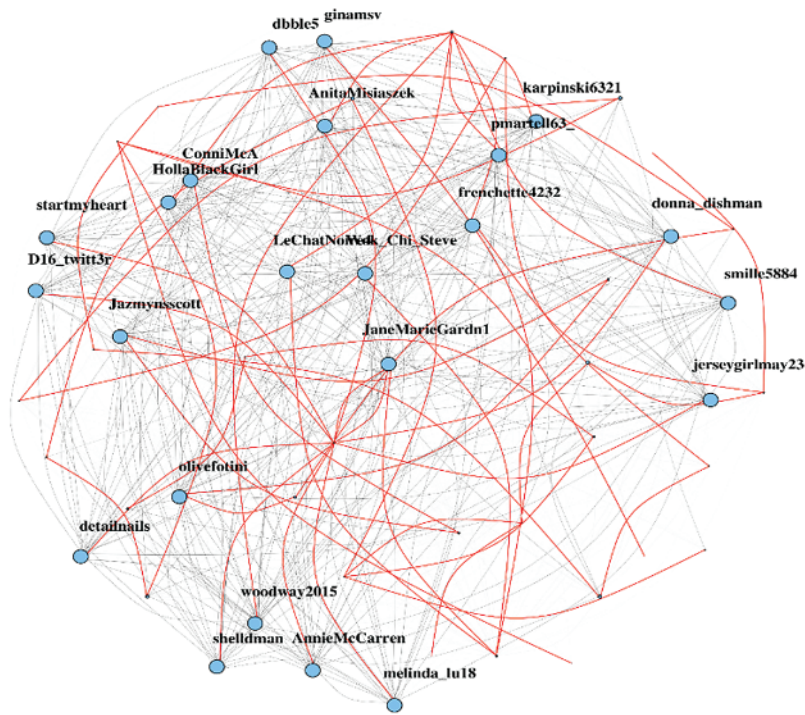 dbble5
ginamsv
AnitaMisiaszek
karpinski6321
pmartell63_
ConniMcA
HollaBlackGirl
startmyheart
frenchette4232
donna_dishman
D16_twitt3r
_Chi_Steve
smille5884
Jazmynsscott
JaneMarieGardn1
jerseygirlmay23
olivefotini
detailnails
woodway2015
shelldman
AnnieMcCarren
melinda_lu18